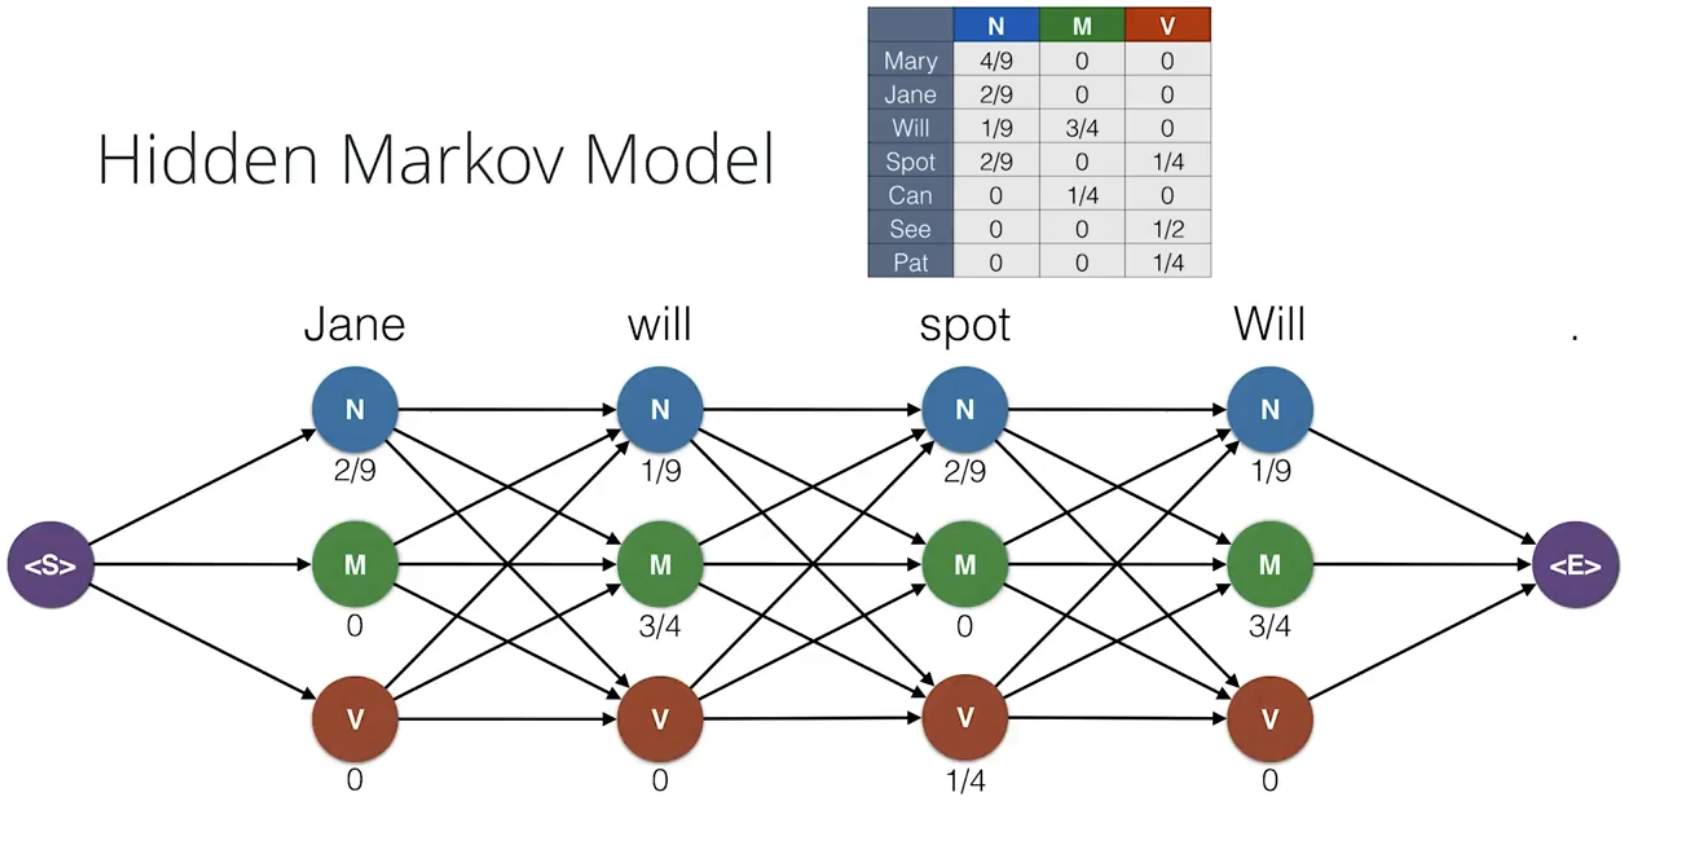 N M V
Mary 4/9 0 0
Jane 2/9 0 0
Will 1/9 3/4 0
Spot 2/9 0 1/4
Can 0 1/4 0
See 0 0 1/2
Pat 0 0 1/4
Hidden Markov Model
Jane will spot Will .
N N N N
2/9 1/9 2/9 1/9
<S> M M M M <E>
0 3/4 0 3/4
V V V V
0 0 1/4 0